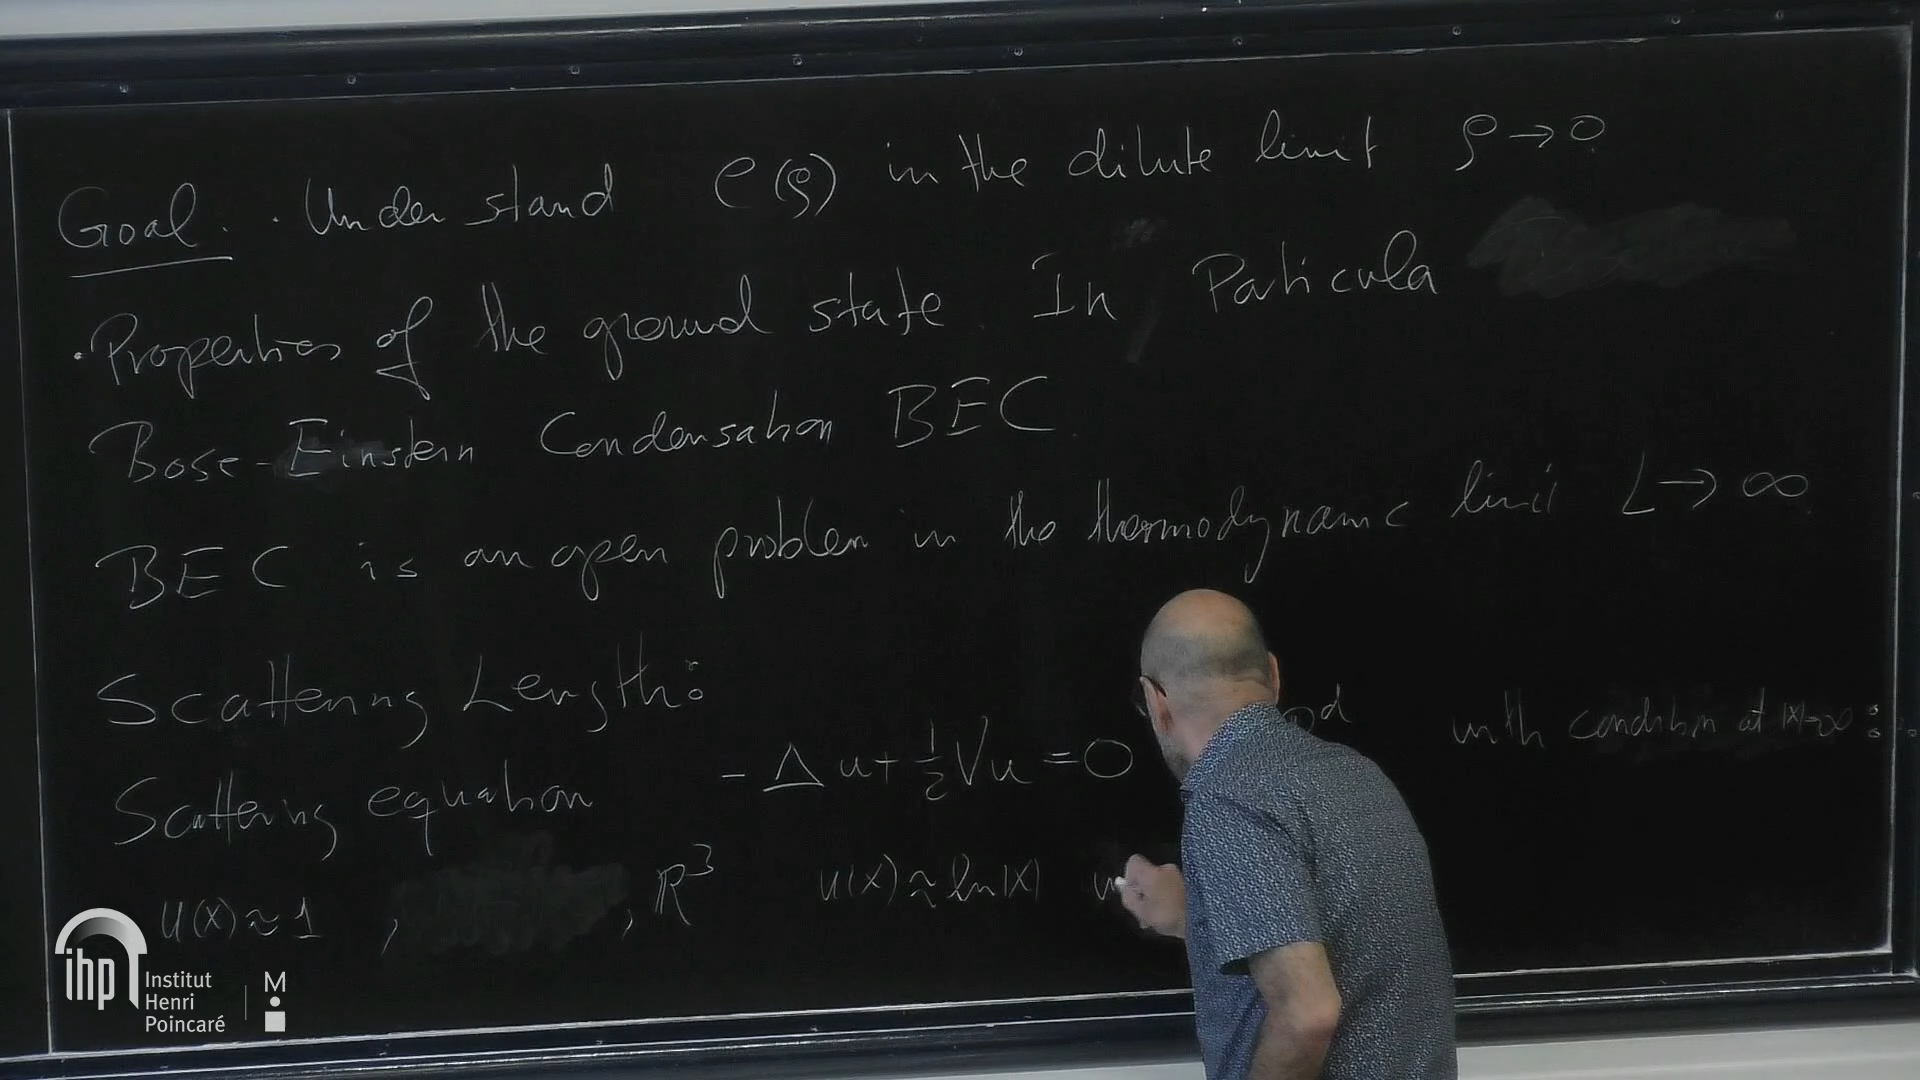 Goal. · Understand e(ρ) in the dilute limit ρ → 0
· Properties of the ground state. In Particula
Bose-Einstein Condensation BEC
BEC is an open problem in the thermodynamic limit L → ∞
Scattering Length:
Scattering equation -Δu + 1/2 Vu = 0 with condition at |x|→∞ :
u(x) ≈ 1 , , ℝ³ u(x) ≈ ln|x|
ihp Institut
Henri
Poincaré